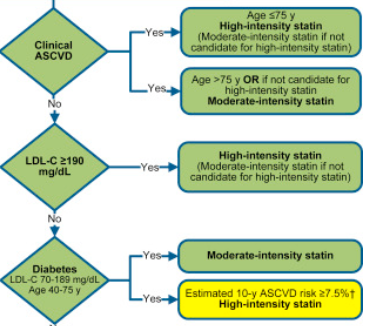 Clinical
ASCVD
Yes
Age ≤75 y
High-intensity statin
(Moderate-intensity statin if not
candidate for high-intensity statin)
Yes
Age >75 y OR if not candidate for
high-intensity statin
Moderate-intensity statin
No
LDL-C ≥190
mg/dL
Yes
High-intensity statin
(Moderate-intensity statin if not
candidate for high-intensity statin)
No
Diabetes
LDL-C 70-189 mg/dL
Age 40-75 y
Yes
Moderate-intensity statin
Yes
Estimated 10-y ASCVD risk ≥7.5%†
High-intensity statin